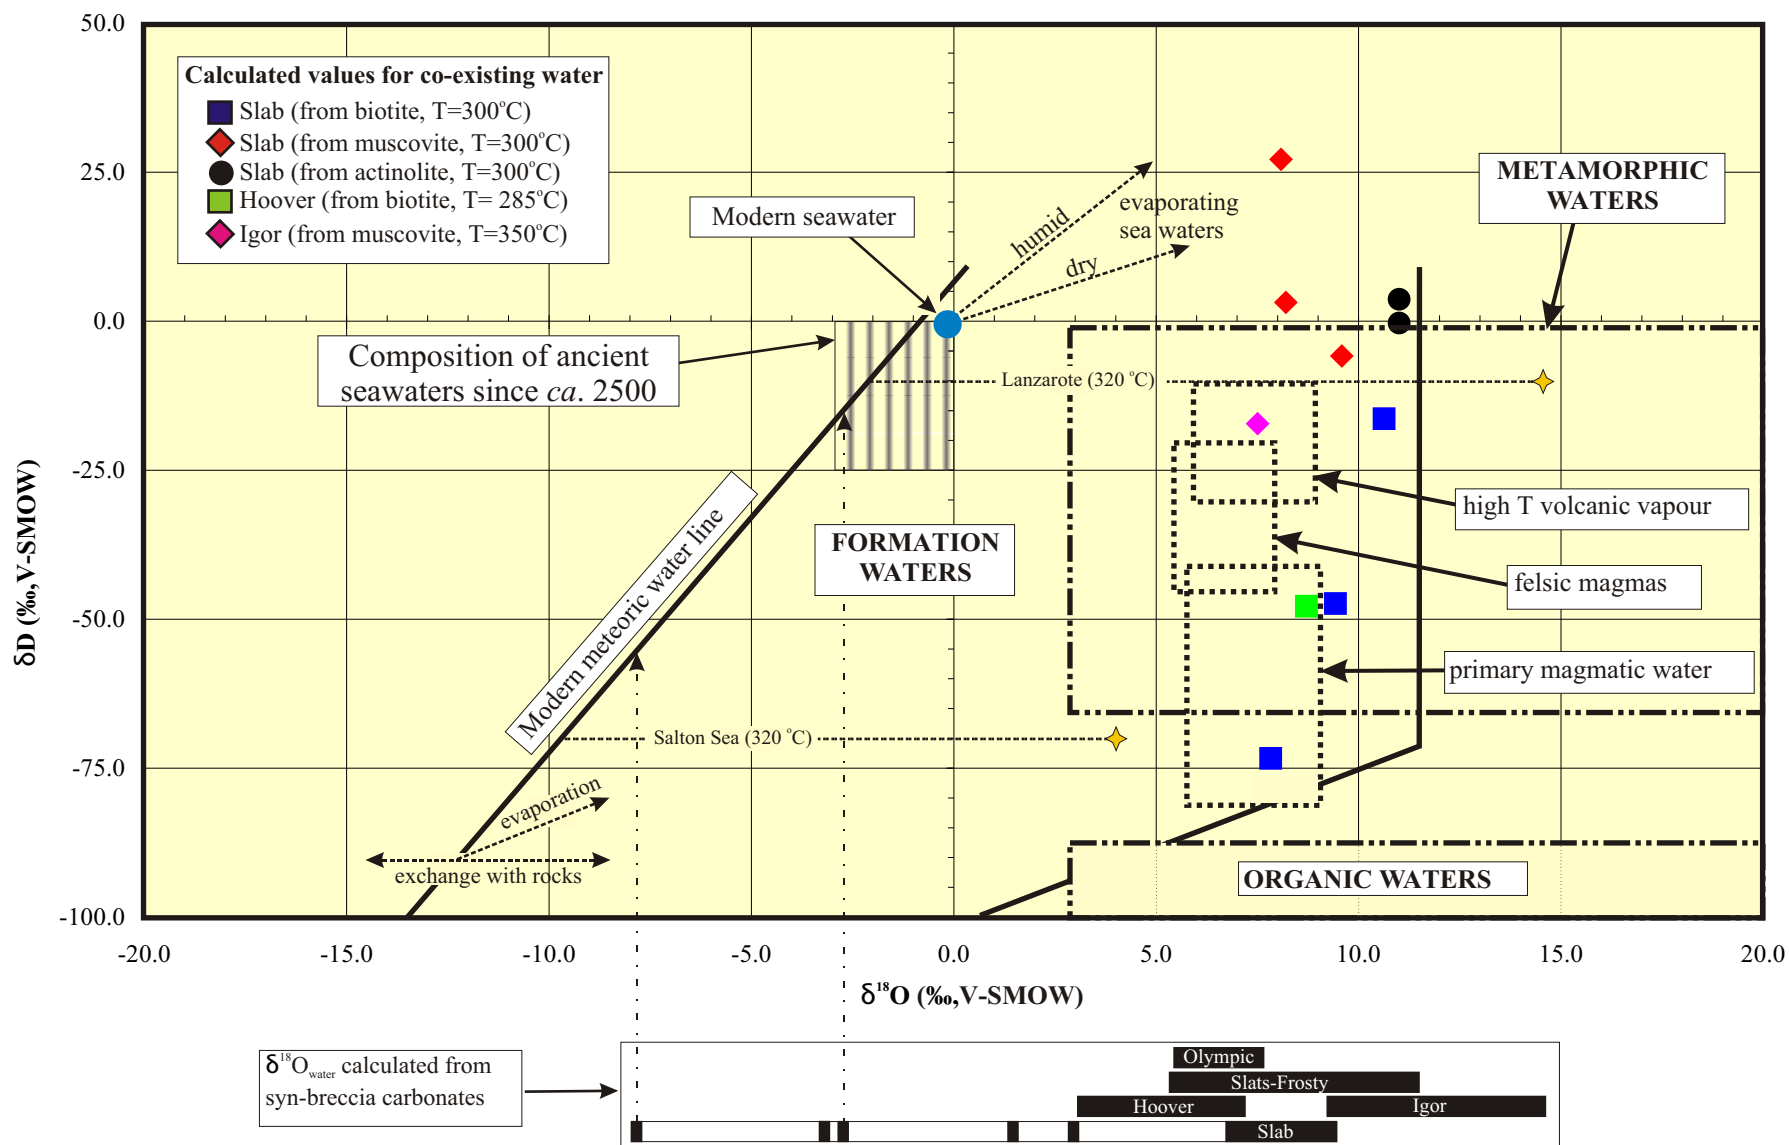 50.0
25.0
0.0
-25.0
-50.0
-75.0
-100.0
δD (‰,V-SMOW)
Calculated values for co-existing water
Slab (from biotite, T=300°C)
Slab (from muscovite, T=300°C)
Slab (from actinolite, T=300°C)
Hoover (from biotite, T= 285°C)
Igor (from muscovite, T=350°C)
Modern seawater
humid
dry
evaporating
sea waters
METAMORPHIC
WATERS
Composition of ancient
seawaters since ca. 2500
Lanzarote (320 °C)
high T volcanic vapour
FORMATION
WATERS
felsic magmas
Modern meteoric water line
primary magmatic water
Salton Sea (320 °C)
evaporation
exchange with rocks
ORGANIC WATERS
-20.0
-15.0
-10.0
-5.0
0.0
5.0
10.0
15.0
20.0
δ¹⁸O (‰,V-SMOW)
δ¹⁸Owater calculated from
syn-breccia carbonates
Olympic
Slats-Frosty
Hoover
Igor
Slab